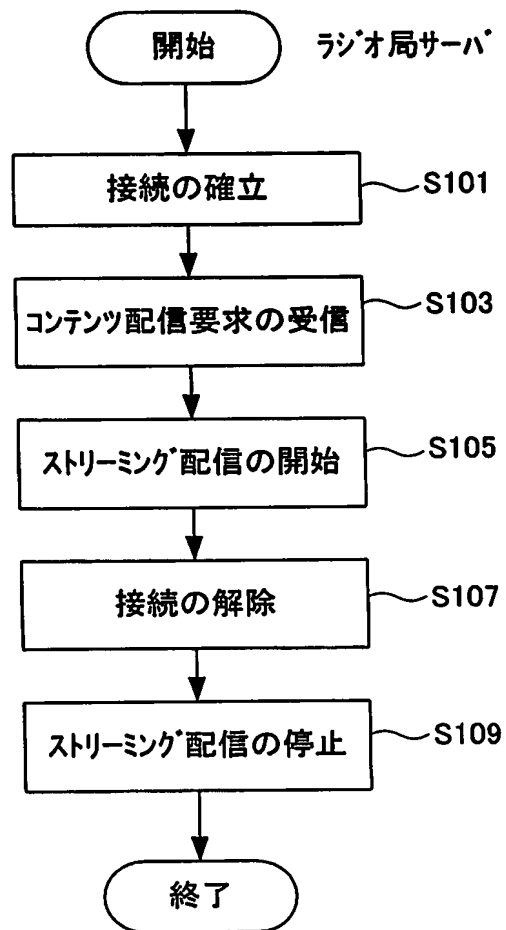 開始
ラジオ局サーバ
接続の確立
S101
コンテンツ配信要求の受信
S103
ストリーミング配信の開始
S105
接続の解除
S107
ストリーミング配信の停止
S109
終了